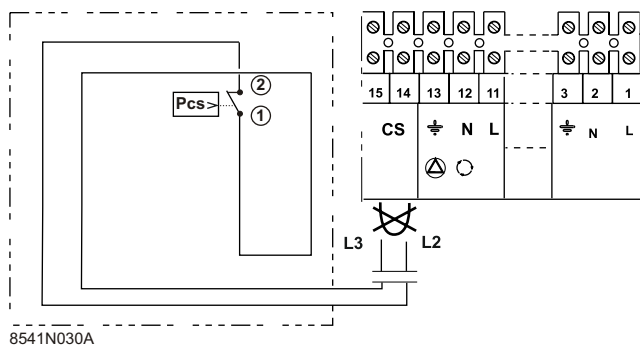 ②
Pcs>
①
15 14 13 12 11 3 2 1
CS N L N L
L3 L2
8541N030A